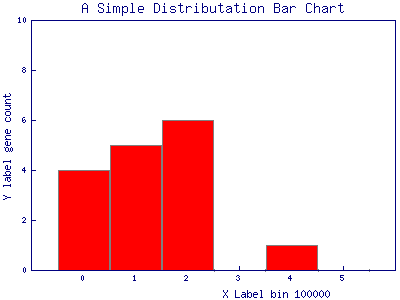 A Simple Distributation Bar Chart
10
8
6
4
2
0
Y label gene count
0 1 2 3 4 5
X Label bin 100000